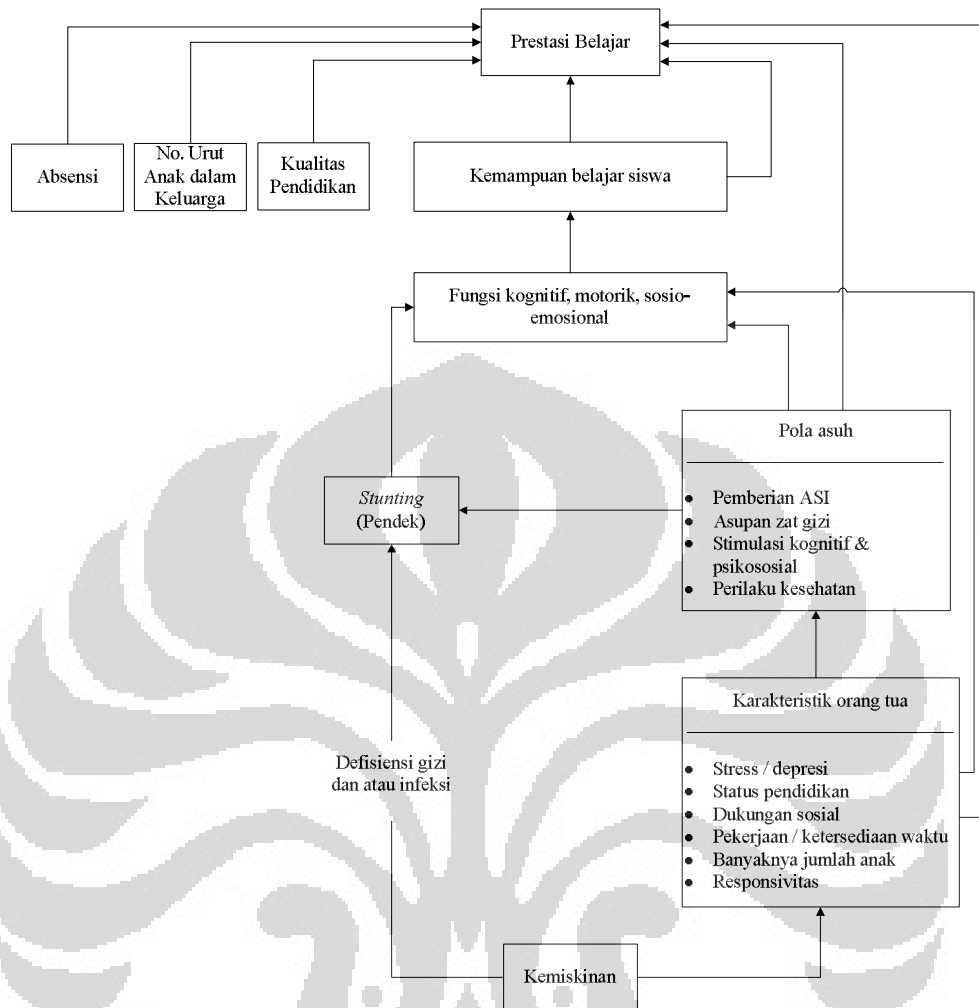 Prestasi Belajar
Absensi
No. Urut
Anak dalam
Keluarga
Kualitas
Pendidikan
Kemampuan belajar siswa
Fungsi kognitif, motorik, sosio-
emosional
Pola asuh
• Pemberian ASI
• Asupan zat gizi
• Stimulasi kognitif &
psikososial
• Perilaku kesehatan
Stunting
(Pendek)
Karakteristik orang tua
• Stress / depresi
• Status pendidikan
• Dukungan sosial
• Pekerjaan / ketersediaan waktu
• Banyaknya jumlah anak
• Responsivitas
Defisiensi gizi
dan atau infeksi
Kemiskinan